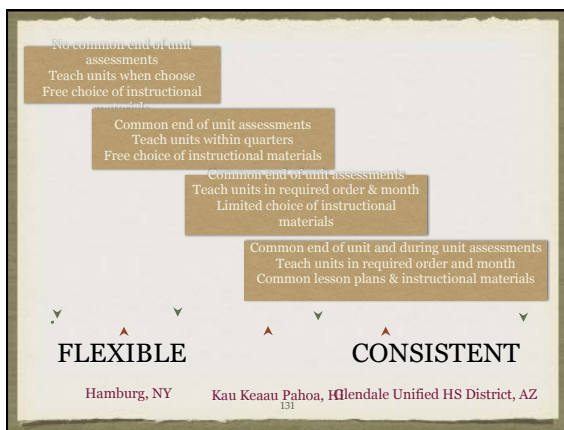 No common end of unit
assessments
Teach units when choose
Free choice of instructional
materials
Common end of unit assessments
Teach units within quarters
Free choice of instructional materials
Common end of unit assessments
Teach units in required order & month
Limited choice of instructional
materials
Common end of unit and during unit assessments
Teach units in required order and month
Common lesson plans & instructional materials
FLEXIBLE CONSISTENT
Hamburg, NY Kau Keaau Pahoa, HI Glendale Unified HS District, AZ
131